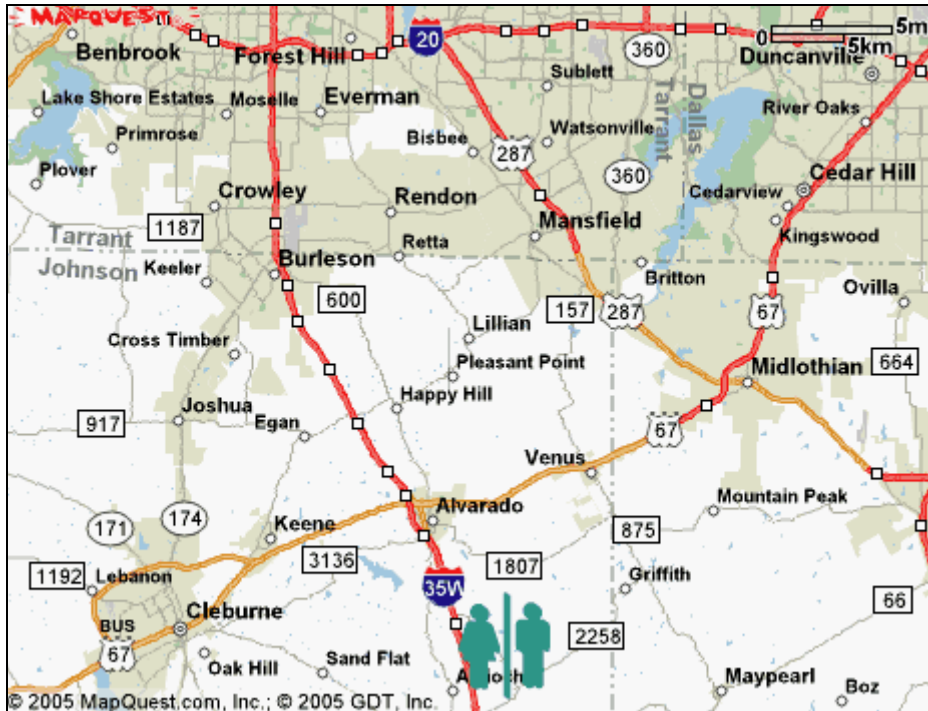 MAPQUEST
5mi
0
5km
Benbrook
Forest Hill
20
360
Duncanville
Sublett
Lake Shore Estates
Moselle
Everman
Tarrant
Dallas
River Oaks
Primrose
Bisbee
Watsonville
287
Plover
360
Cedar Hill
Crowley
Rendon
Cedarview
1187
Mansfield
Kingswood
Tarrant
Retta
Johnson
Keeler
Burleson
Britton
600
157
287
67
Ovilla
Lillian
Cross Timber
Pleasant Point
Midlothian
664
Happy Hill
Joshua
917
Egan
67
Venus
Mountain Peak
Alvarado
171
174
Keene
875
3136
1807
1192
Lebanon
35W
Griffith
66
Cleburne
BUS
2258
67
Oak Hill
Sand Flat
Maypearl
Boz
© 2005 MapQuest.com, Inc.; © 2005 GDT, Inc.